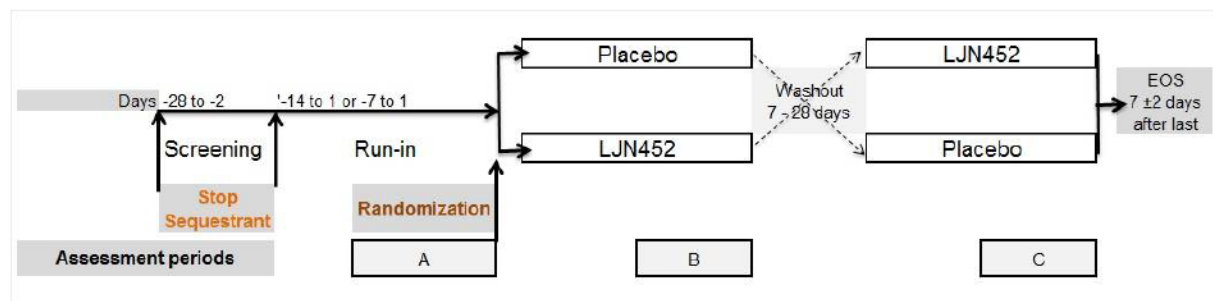 Placebo
LJN452
Days -28 to -2
'-14 to 1 or -7 to 1
Washout
7 - 28 days
EOS
7 ±2 days
after last
Screening
Run-in
LJN452
Placebo
Stop
Sequestrant
Randomization
Assessment periods
A
B
C